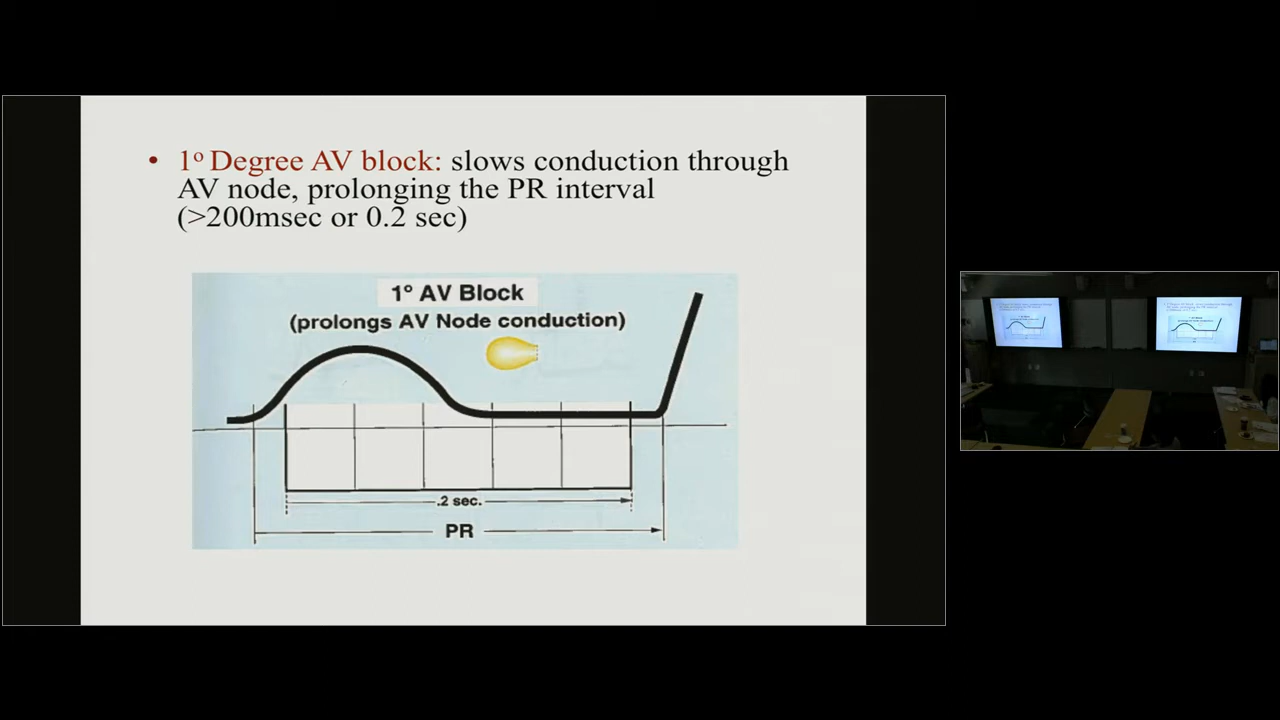 • 1º Degree AV block: slows conduction through
AV node, prolonging the PR interval
(>200msec or 0.2 sec)
1° AV Block
(prolongs AV Node conduction)
.2 sec.
PR